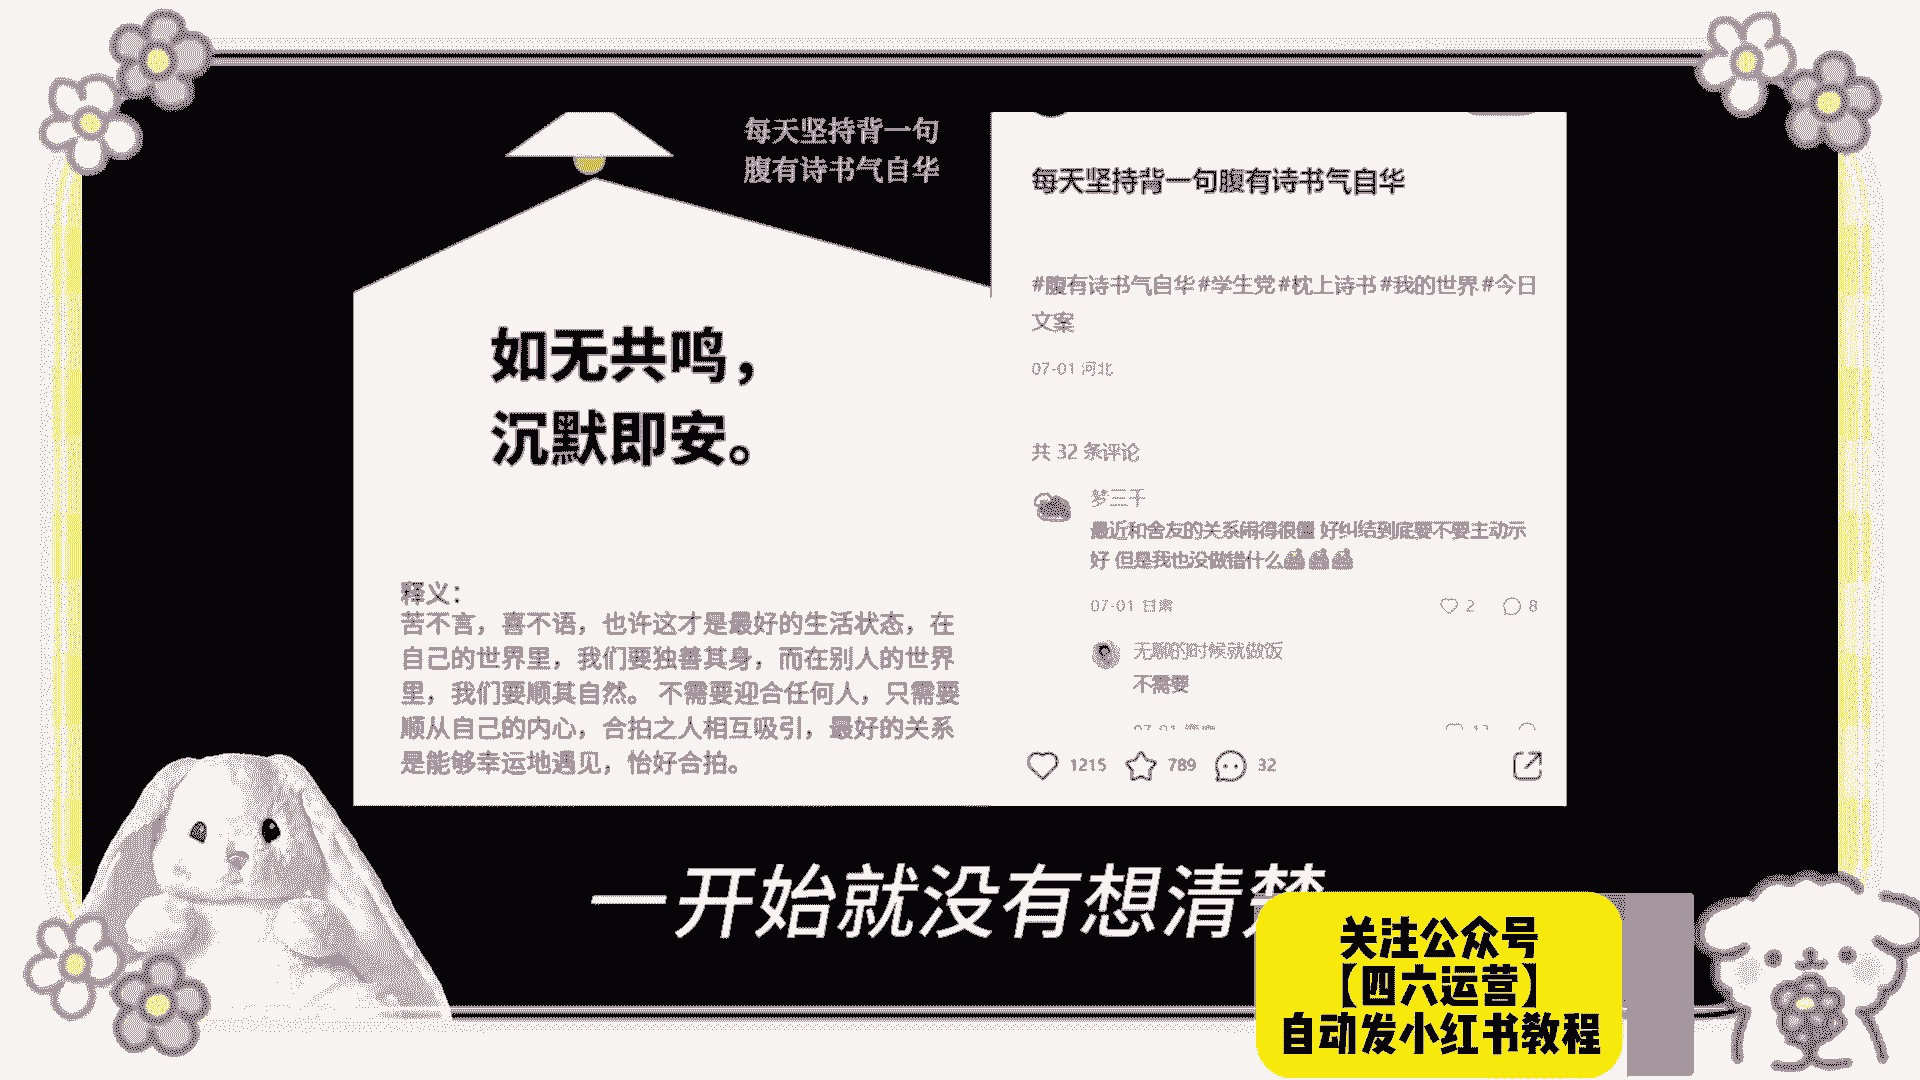 每天坚持背一句
腹有诗书气自华
如无共鸣，
沉默即安。
释义：
苦不言，喜不语，也许这才是最好的生活状态，在
自己的世界里，我们要独善其身，而在别人的世界
里，我们要顺其自然。 不需要迎合任何人，只需要
顺从自己的内心，合拍之人相互吸引，最好的关系
是能够幸运地遇见，恰好合拍。
每天坚持背一句腹有诗书气自华
#腹有诗书气自华#学生党#枕上诗书#我的世界#今日
文案
07-01 河北
共 32 条评论
梦三千
最近和舍友的关系闹得很僵 好纠结到底要不要主动示
好 但是我也没做错什么
07-01 甘肃
2
8
无聊的时候就做饭
不需要
1215
789
32
一开始就没有想清楚
关注公众号
【四六运营】
自动发小红书教程